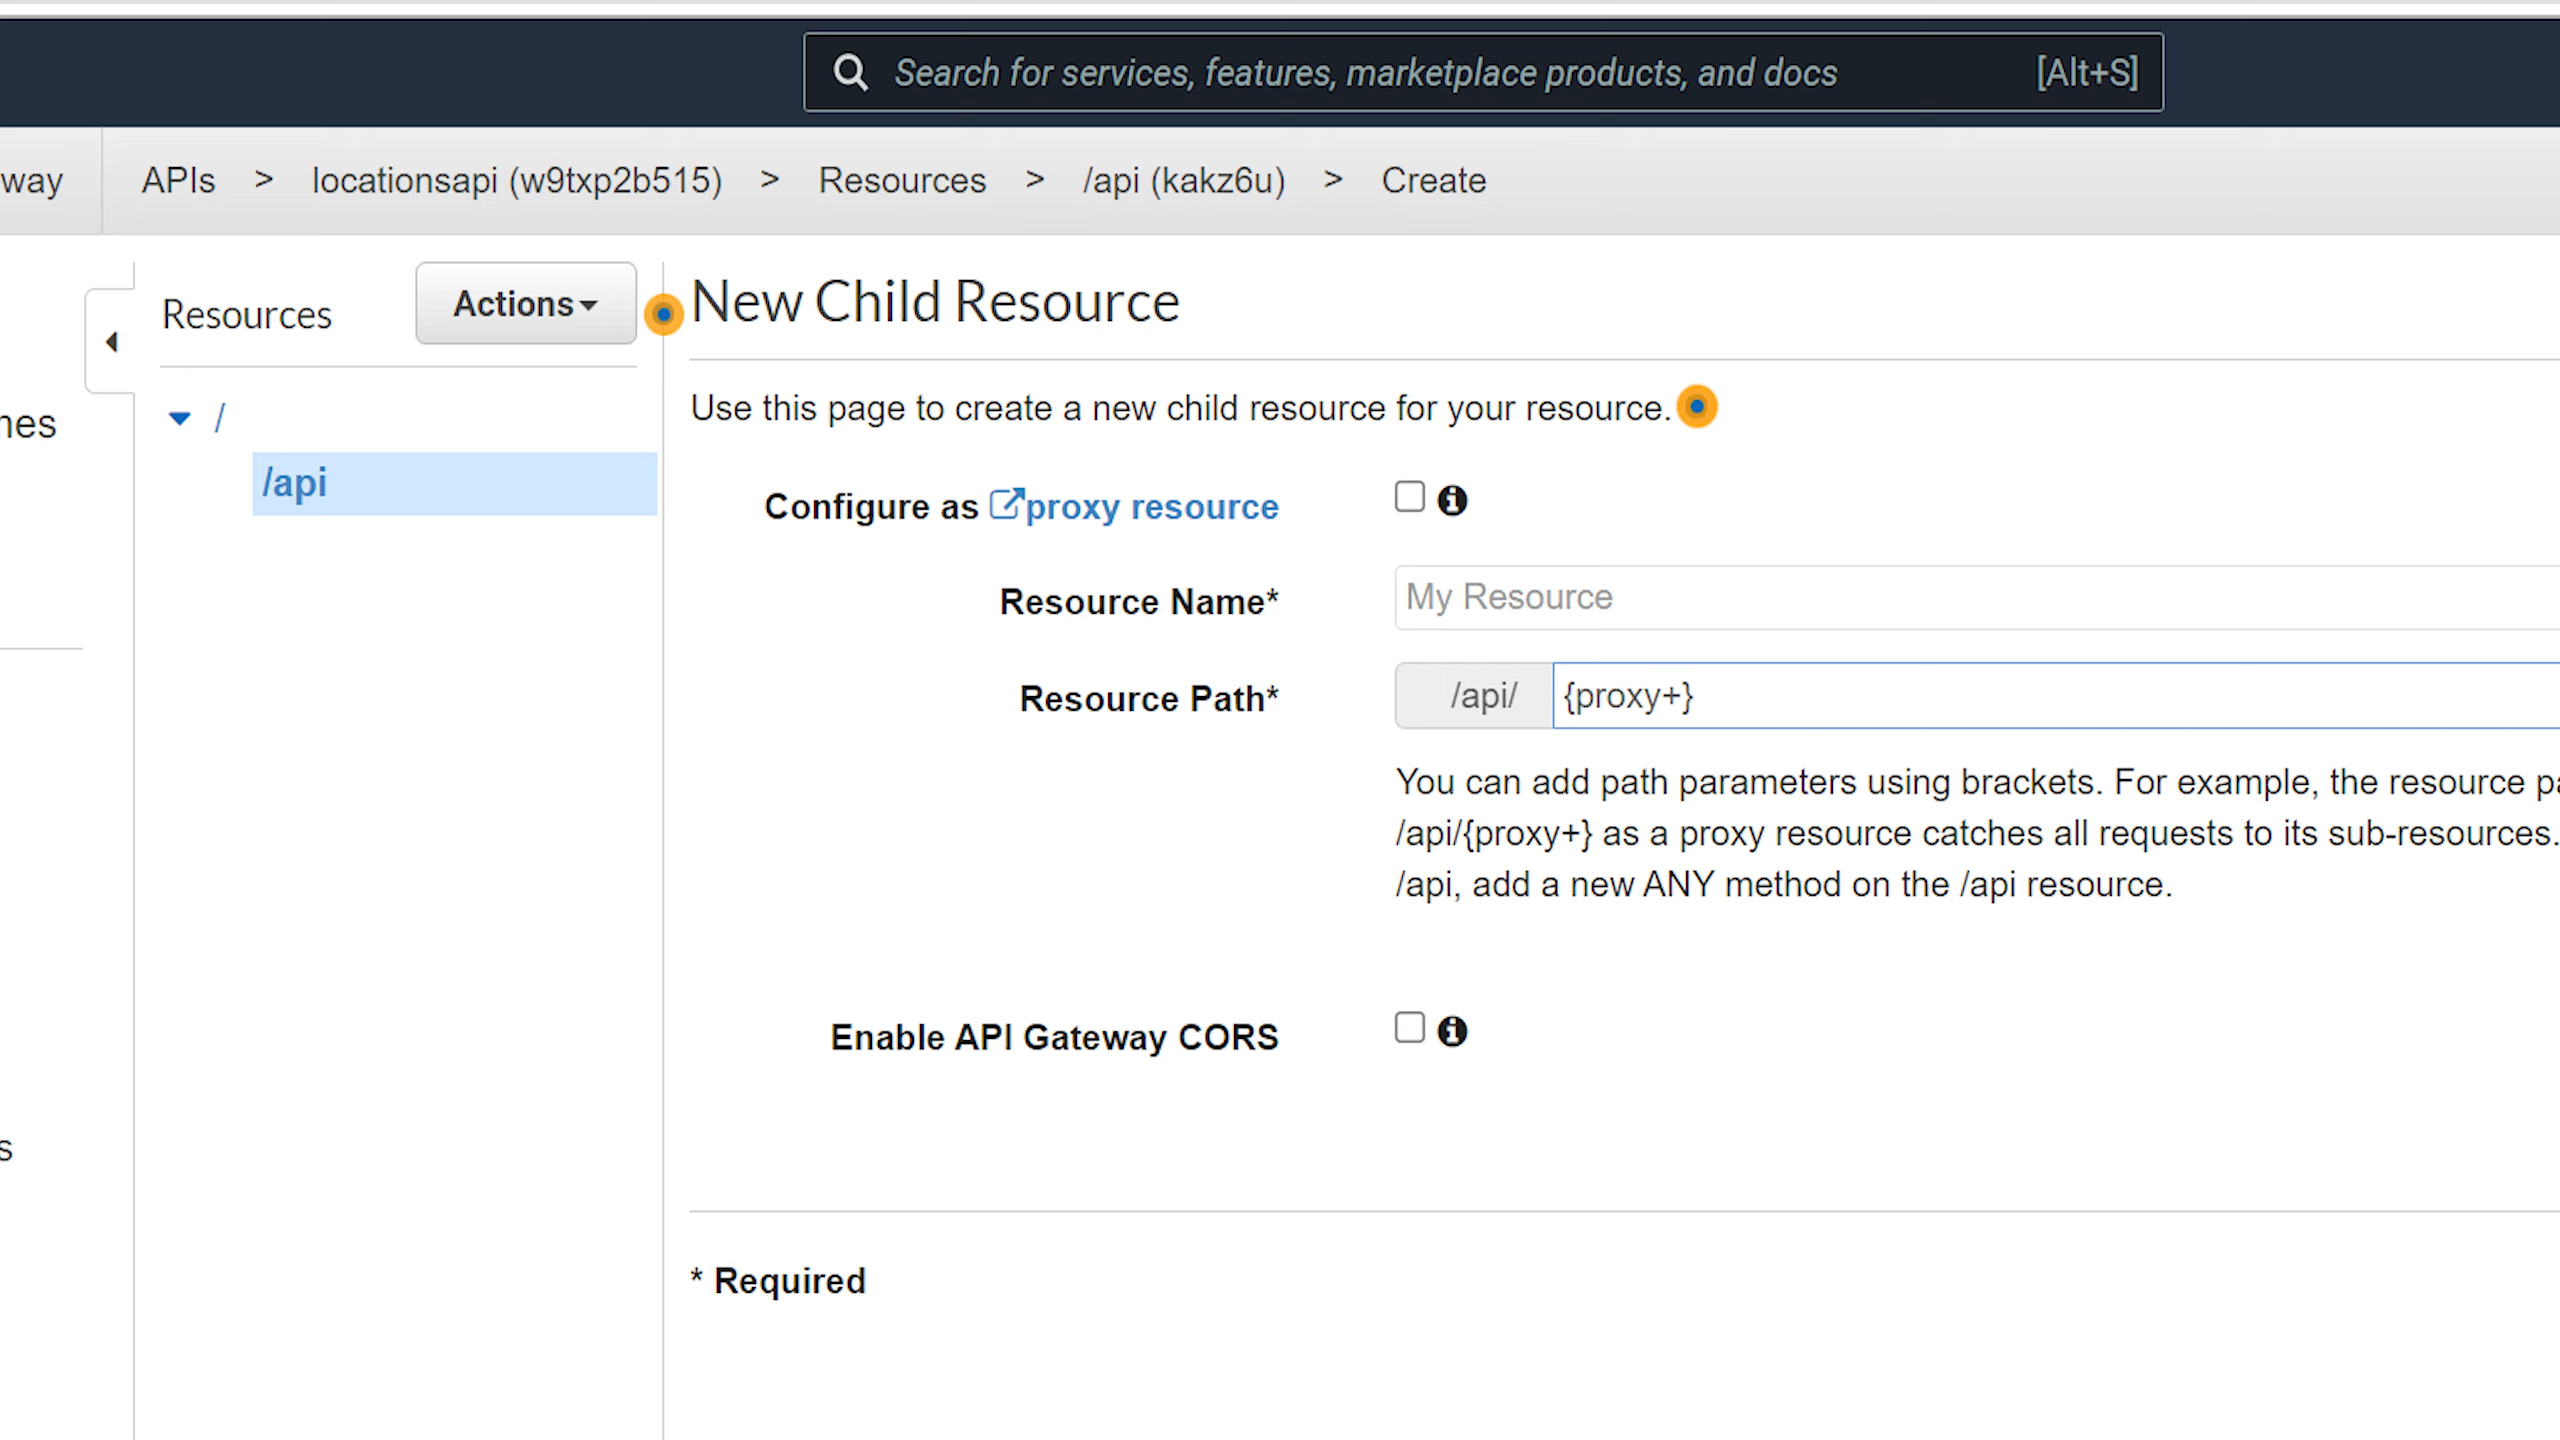 Search for services, features, marketplace products, and docs [Alt+S]
way APIs > locationsapi (w9txp2b515) > Resources > /api (kakz6u) > Create
Resources Actions New Child Resource
/
/api
Use this page to create a new child resource for your resource.
Configure as proxy resource
Resource Name* My Resource
Resource Path* /api/ {proxy+}
You can add path parameters using brackets. For example, the resource
/api/{proxy+} as a proxy resource catches all requests to its sub-resources.
/api, add a new ANY method on the /api resource.
Enable API Gateway CORS
* Required